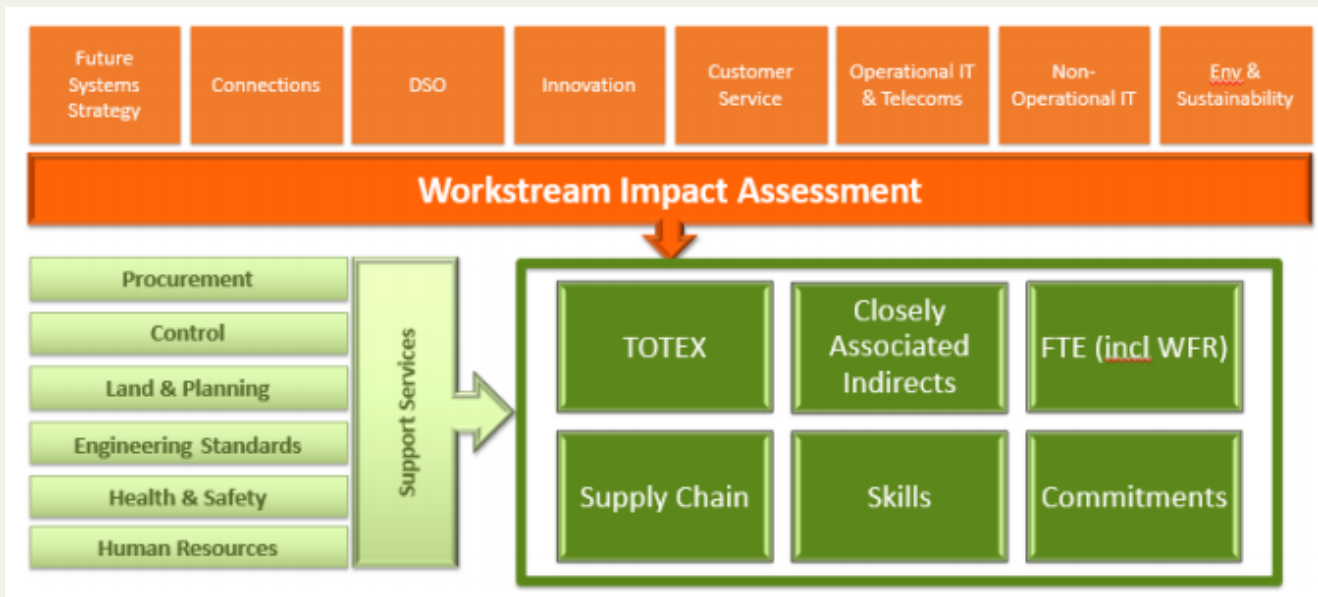 Future
Systems
Strategy
Connections
DSO
Innovation
Customer
Service
Operational IT
& Telecoms
Non-
Operational IT
Env &
Sustainability
Workstream Impact Assessment
Procurement
Control
Land & Planning
Engineering Standards
Health & Safety
Human Resources
Support Services
TOTEX
Closely
Associated
Indirects
FTE (incl WFR)
Supply Chain
Skills
Commitments